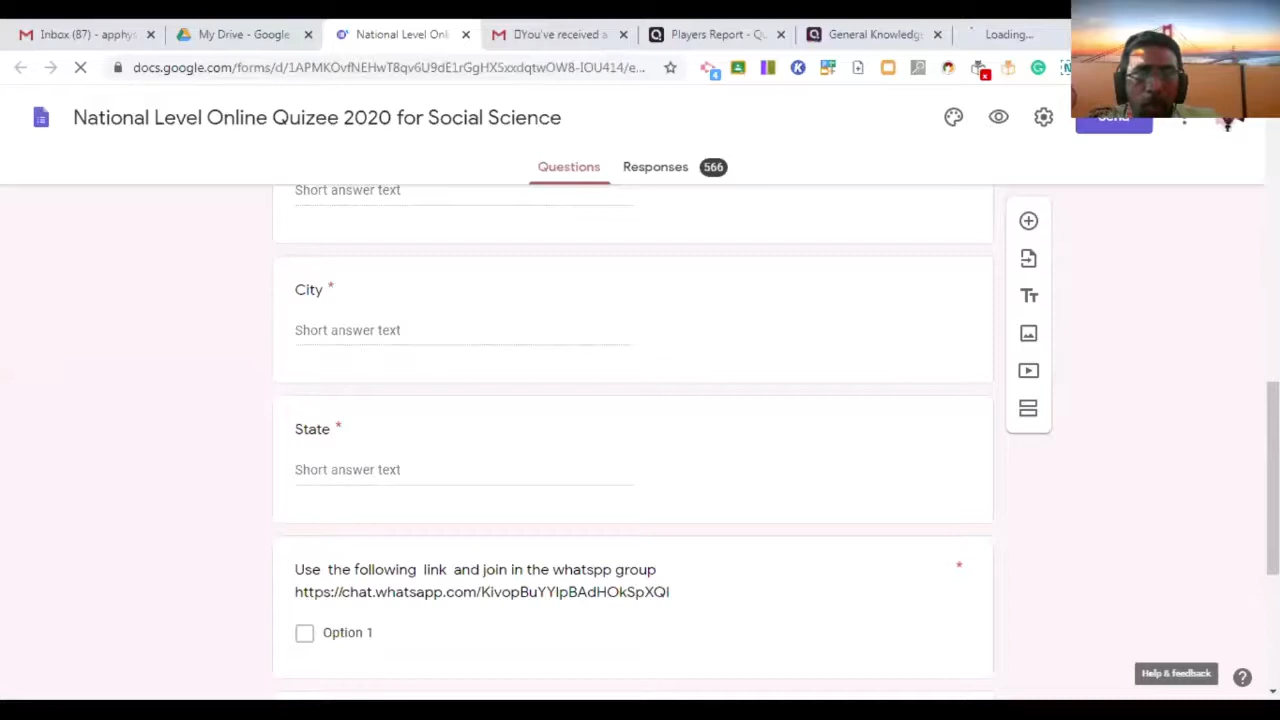 Inbox (87) - apphys
My Drive - Google
National Level Onli
You've received a
Players Report - Qu
General Knowledg
Loading...
docs.google.com/forms/d/1APMKOvfNEHwT8qv6U9dE1rGgHX5xxdqtwOW8-IOU414/e...
National Level Online Quizee 2020 for Social Science
Send
Questions
Responses 566
Short answer text
City *
Short answer text
State *
Short answer text
Use the following link and join in the whatspp group *
https://chat.whatsapp.com/KivopBuYYIpBAdHOkSpXQI
Option 1
Help & feedback